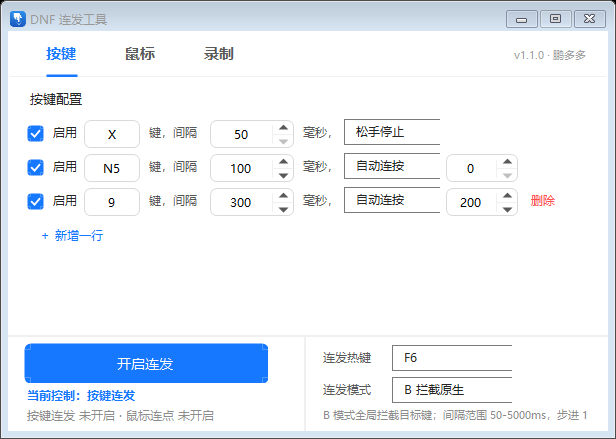 DNF 连发工具
按键 鼠标 录制 v1.1.0 · 鹏多多
按键配置
启用 X 键，间隔 50 毫秒， 松手停止
启用 N5 键，间隔 100 毫秒， 自动连按 0
启用 9 键，间隔 300 毫秒， 自动连按 200 删除
+ 新增一行
开启连发
当前控制：按键连发
按键连发 未开启 · 鼠标连点 未开启
连发热键 F6
连发模式 B 拦截原生
B 模式全局拦截目标键；间隔范围 50-5000ms，步进 1